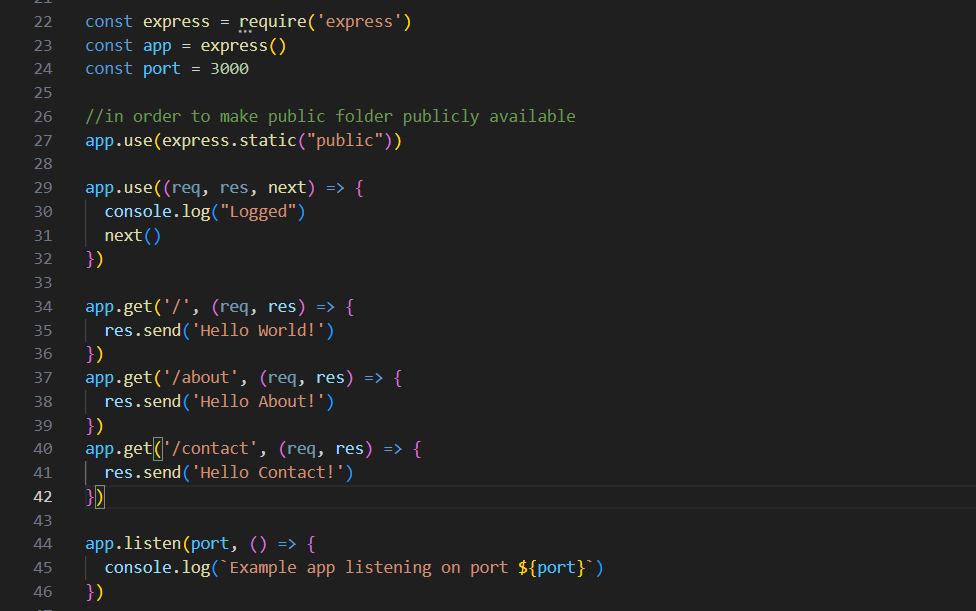 22 const express = require('express')
23 const app = express()
24 const port = 3000
25
26 //in order to make public folder publicly available
27 app.use(express.static("public"))
28
29 app.use((req, res, next) => {
30   console.log("Logged")
31   next()
32 })
33
34 app.get('/', (req, res) => {
35   res.send('Hello World!')
36 })
37 app.get('/about', (req, res) => {
38   res.send('Hello About!')
39 })
40 app.get('/contact', (req, res) => {
41   res.send('Hello Contact!')
42 })
43
44 app.listen(port, () => {
45   console.log(`Example app listening on port ${port}`)
46 })